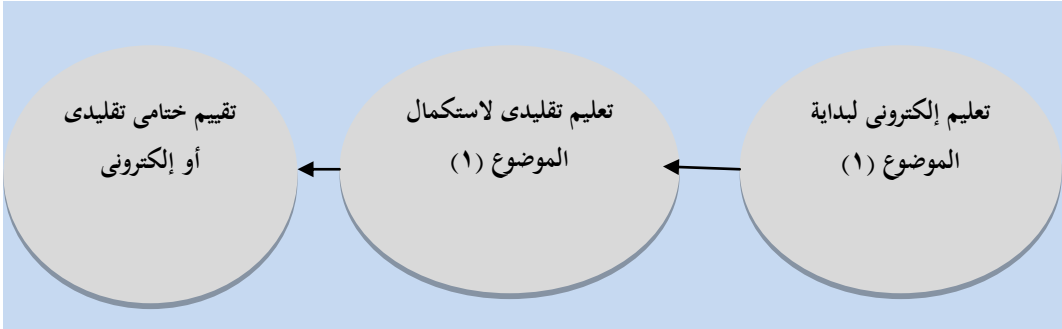 تعليم إلكترونى لبداية
الموضوع (١)
تعليم تقليدى لاستكمال
الموضوع (١)
تقييم ختامى تقليدى
أو إلكترونى